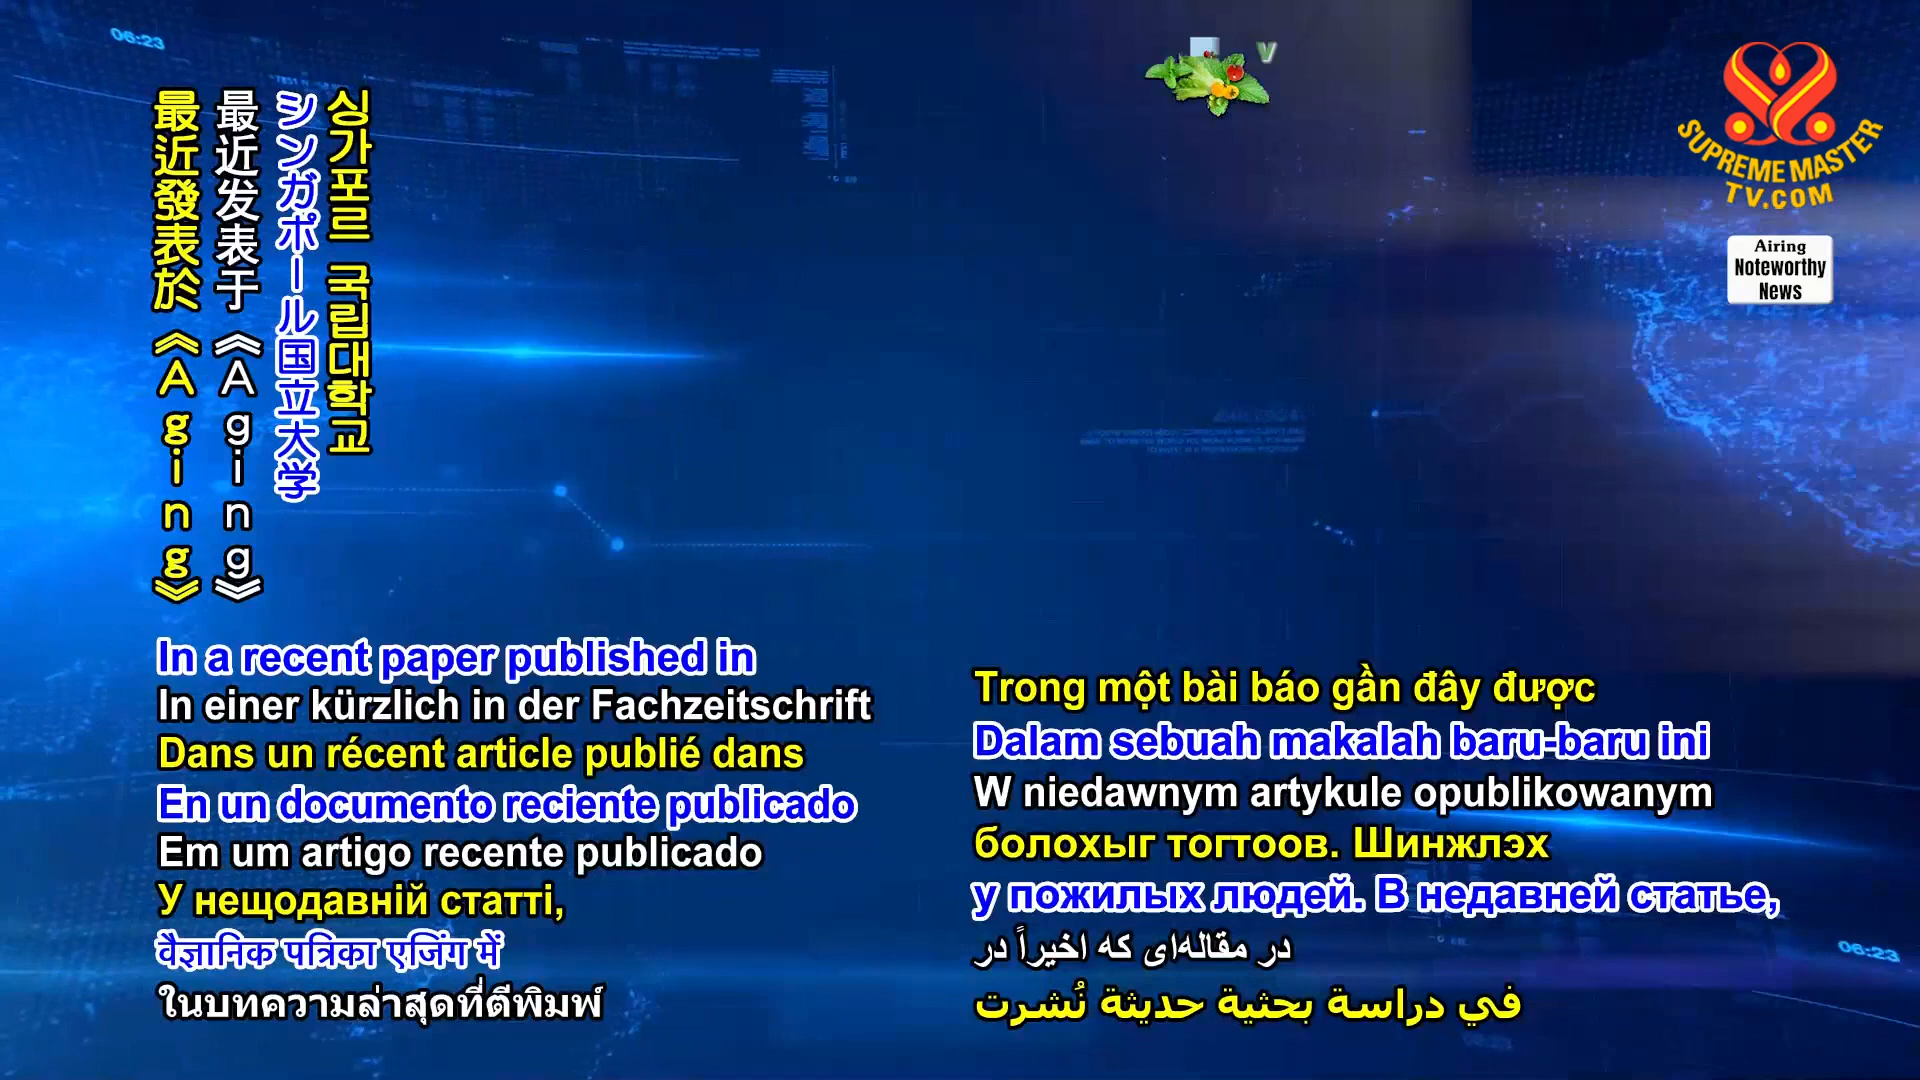 06:23
V
SUPREME MASTER
TV.COM
Airing
Noteworthy
News
싱가포르 국립대학교
シンガポール国立大学
最近发表于《Aging》
最近發表於《Aging》
In a recent paper published in
In einer kürzlich in der Fachzeitschrift
Dans un récent article publié dans
En un documento reciente publicado
Em um artigo recente publicado
У нещодавній статті,
वैज्ञानिक पत्रिका एजिंग में
ในบทความล่าสุดที่ตีพิมพ์
Trong một bài báo gần đây được
Dalam sebuah makalah baru-baru ini
W niedawnym artykule opublikowanym
болохыг тогтоов. Шинжлэх
у пожилых людей. В недавней статье,
در مقاله‌ای که اخیراً در
في دراسة بحثية حديثة نُشرت
06:23